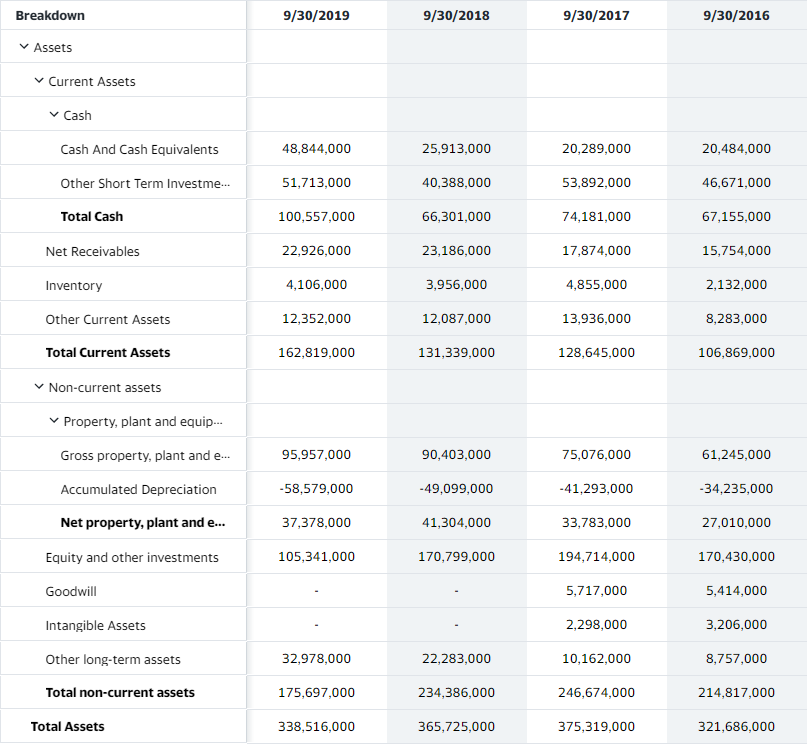 Breakdown 9/30/2019 9/30/2018 9/30/2017 9/30/2016
Assets
Current Assets
Cash
Cash And Cash Equivalents 48,844,000 25,913,000 20,289,000 20,484,000
Other Short Term Investme... 51,713,000 40,388,000 53,892,000 46,671,000
Total Cash 100,557,000 66,301,000 74,181,000 67,155,000
Net Receivables 22,926,000 23,186,000 17,874,000 15,754,000
Inventory 4,106,000 3,956,000 4,855,000 2,132,000
Other Current Assets 12,352,000 12,087,000 13,936,000 8,283,000
Total Current Assets 162,819,000 131,339,000 128,645,000 106,869,000
Non-current assets
Property, plant and equip...
Gross property, plant and e... 95,957,000 90,403,000 75,076,000 61,245,000
Accumulated Depreciation -58,579,000 -49,099,000 -41,293,000 -34,235,000
Net property, plant and e... 37,378,000 41,304,000 33,783,000 27,010,000
Equity and other investments 105,341,000 170,799,000 194,714,000 170,430,000
Goodwill - - 5,717,000 5,414,000
Intangible Assets - - 2,298,000 3,206,000
Other long-term assets 32,978,000 22,283,000 10,162,000 8,757,000
Total non-current assets 175,697,000 234,386,000 246,674,000 214,817,000
Total Assets 338,516,000 365,725,000 375,319,000 321,686,000